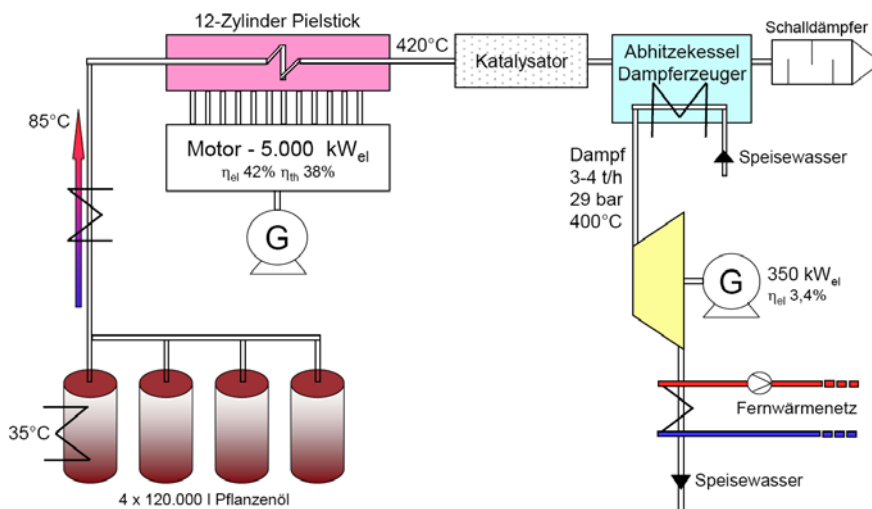 12-Zylinder Pielstick
420°C
Katalysator
Abhitzekessel
Dampferzeuger
Schalldämpfer
85°C
Motor - 5.000 kWel
ηel 42% ηth 38%
G
Dampf
3-4 t/h
29 bar
400°C
Speisewasser
G
350 kWel
ηel 3,4%
Fernwärmenetz
35°C
Speisewasser
4 x 120.000 l Pflanzenöl